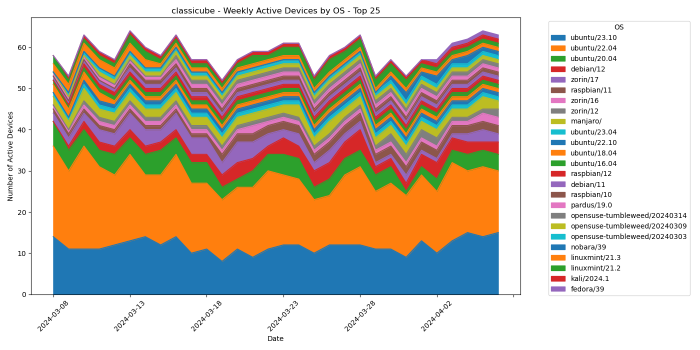 classicube - Weekly Active Devices by OS - Top 25
Number of Active Devices
60
50
40
30
20
10
0
2024-03-08
2024-03-13
2024-03-18
2024-03-23
2024-03-28
2024-04-02
Date
OS
ubuntu/23.10
ubuntu/22.04
ubuntu/20.04
debian/12
zorin/17
raspbian/11
zorin/16
zorin/12
manjaro/
ubuntu/23.04
ubuntu/22.10
ubuntu/18.04
ubuntu/16.04
raspbian/12
debian/11
raspbian/10
pardus/19.0
opensuse-tumbleweed/20240314
opensuse-tumbleweed/20240309
opensuse-tumbleweed/20240303
nobara/39
linuxmint/21.3
linuxmint/21.2
kali/2024.1
fedora/39